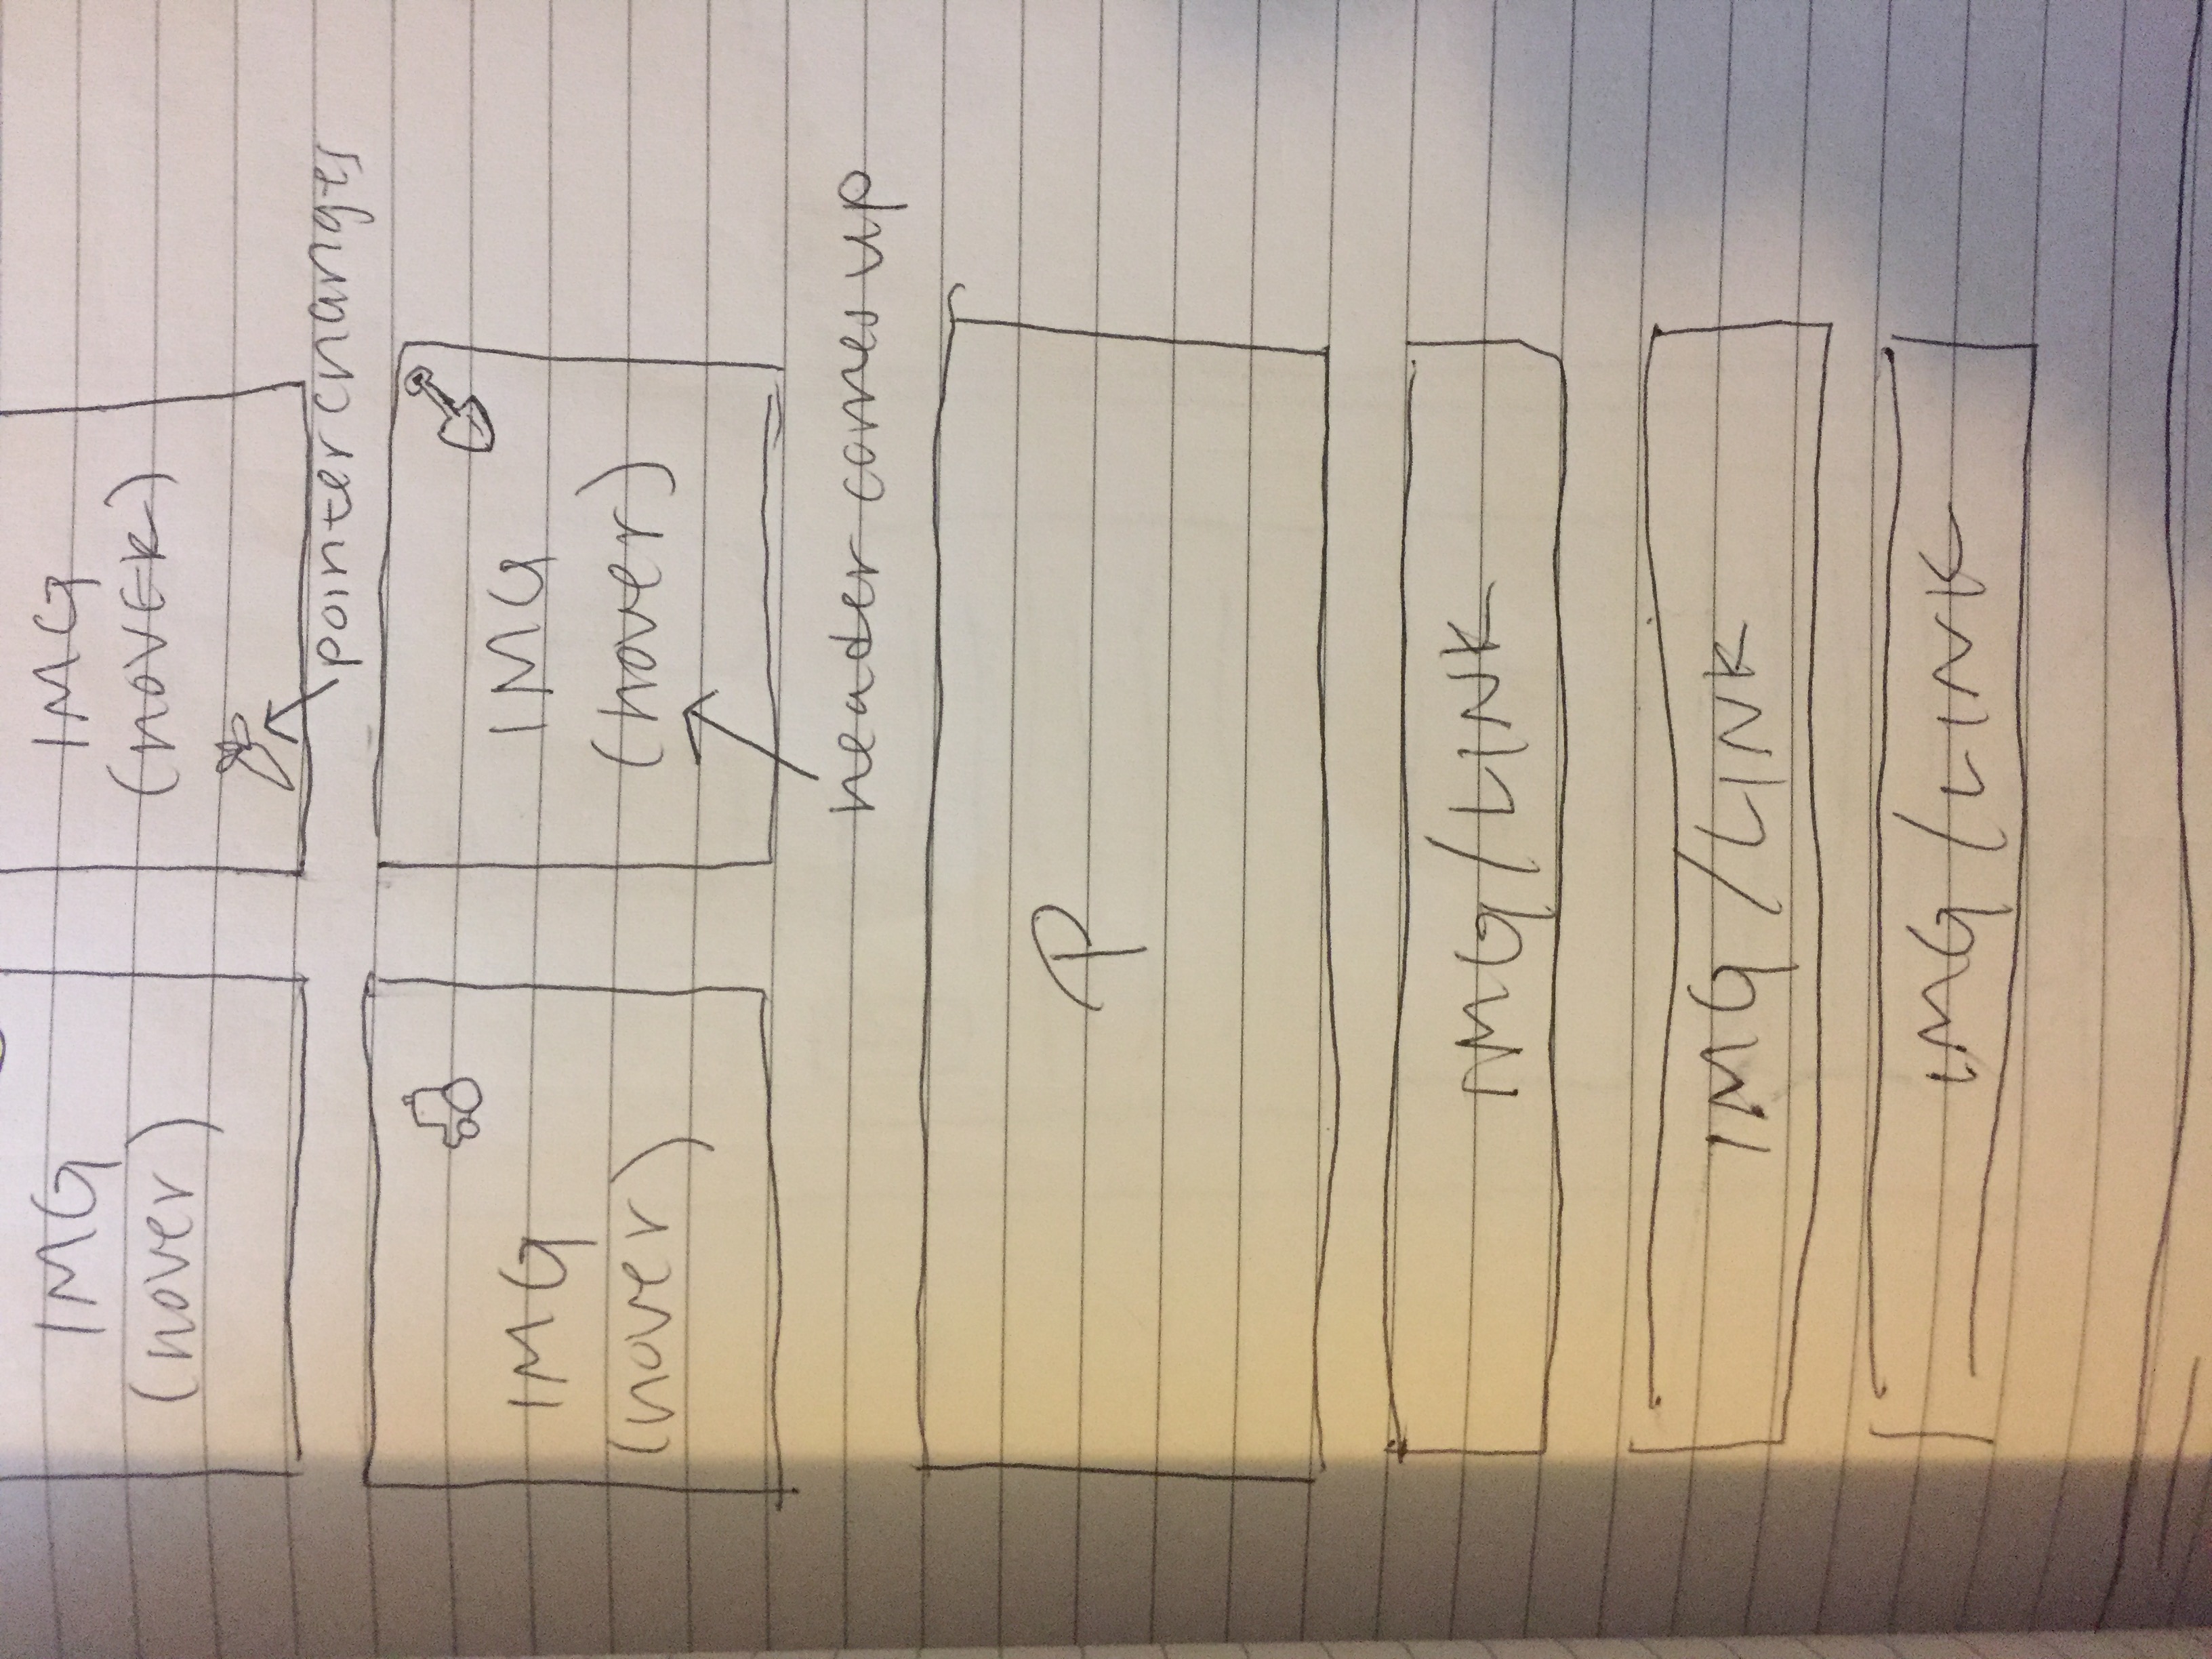 IMG IMG
(hover) (hOVER)
pointer changes
IMG IMG
(hover) (hover)
header comes up
P
IMG/LINK
IMG/LINK
IMG/LINK